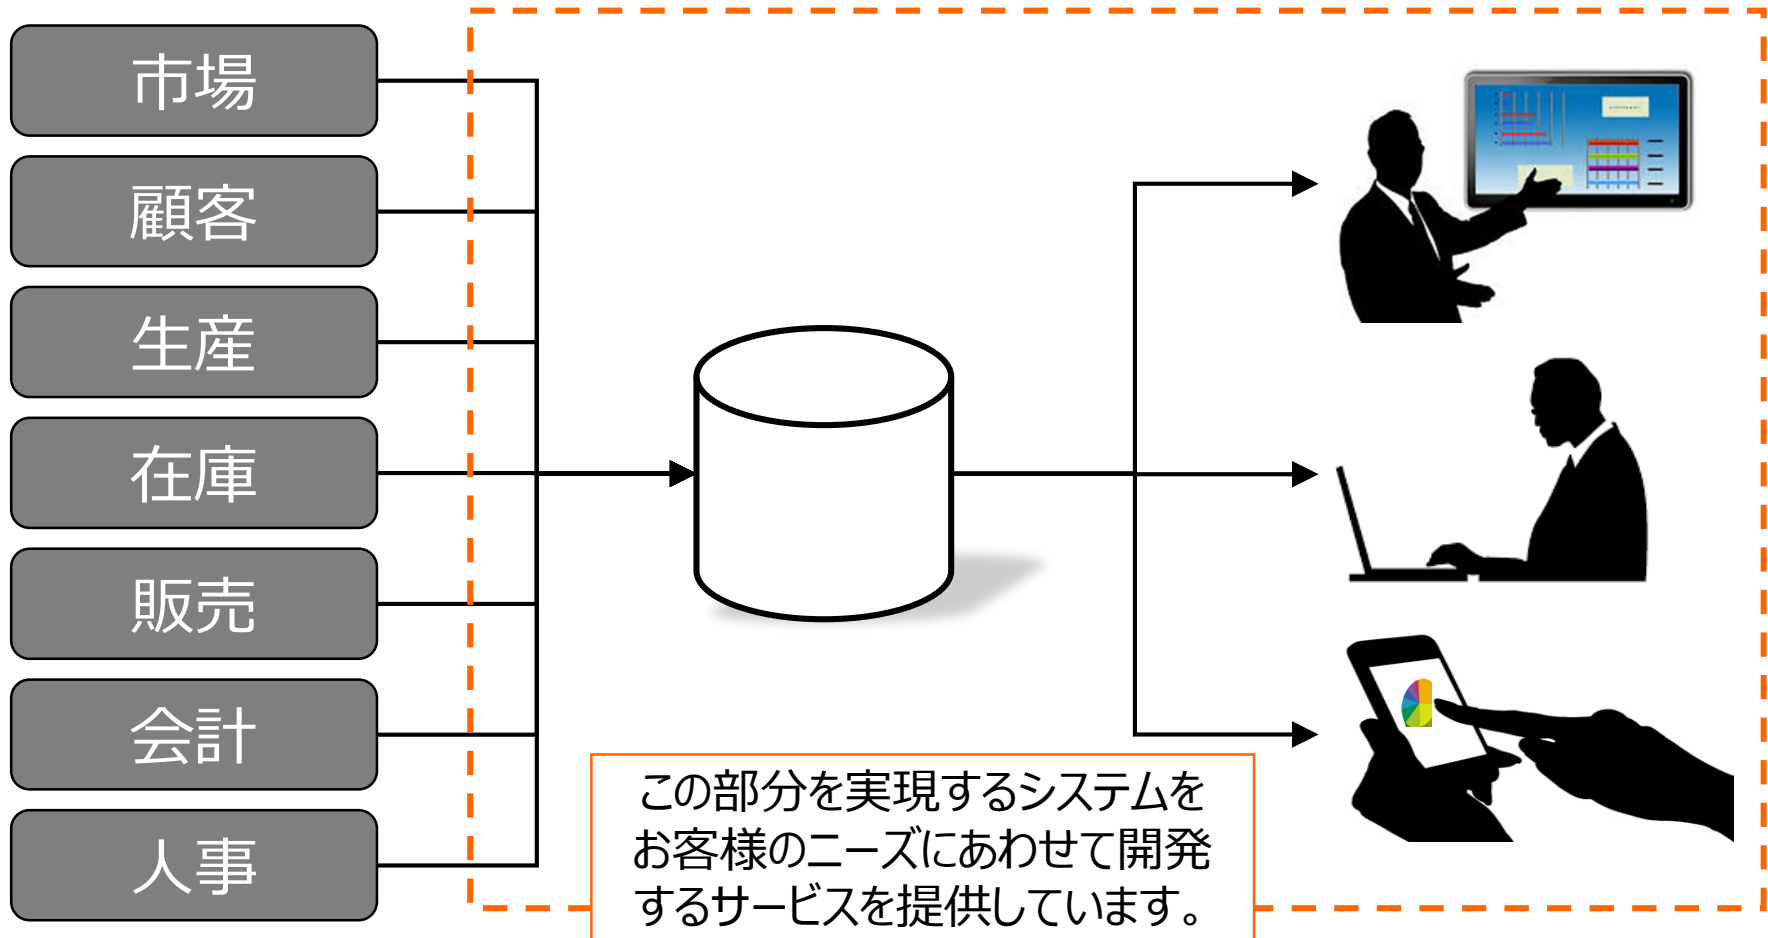 市場
顧客
生産
在庫
販売
会計
人事
この部分を実現するシステムを
お客様のニーズにあわせて開発
するサービスを提供しています。